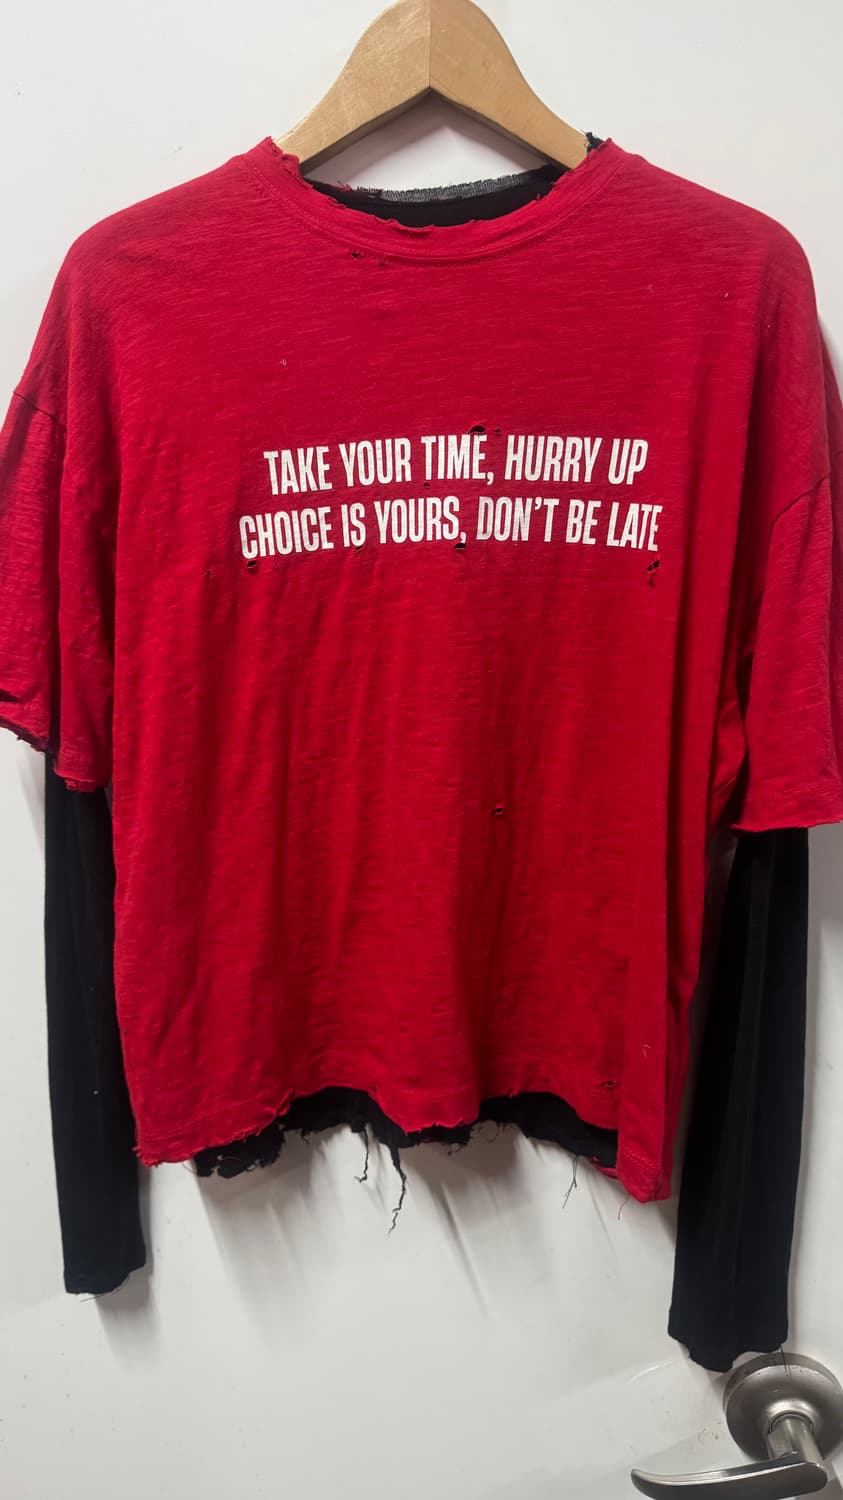 TAKE YOUR TIME, HURRY UP
CHOICE IS YOURS, DON'T BE LATE